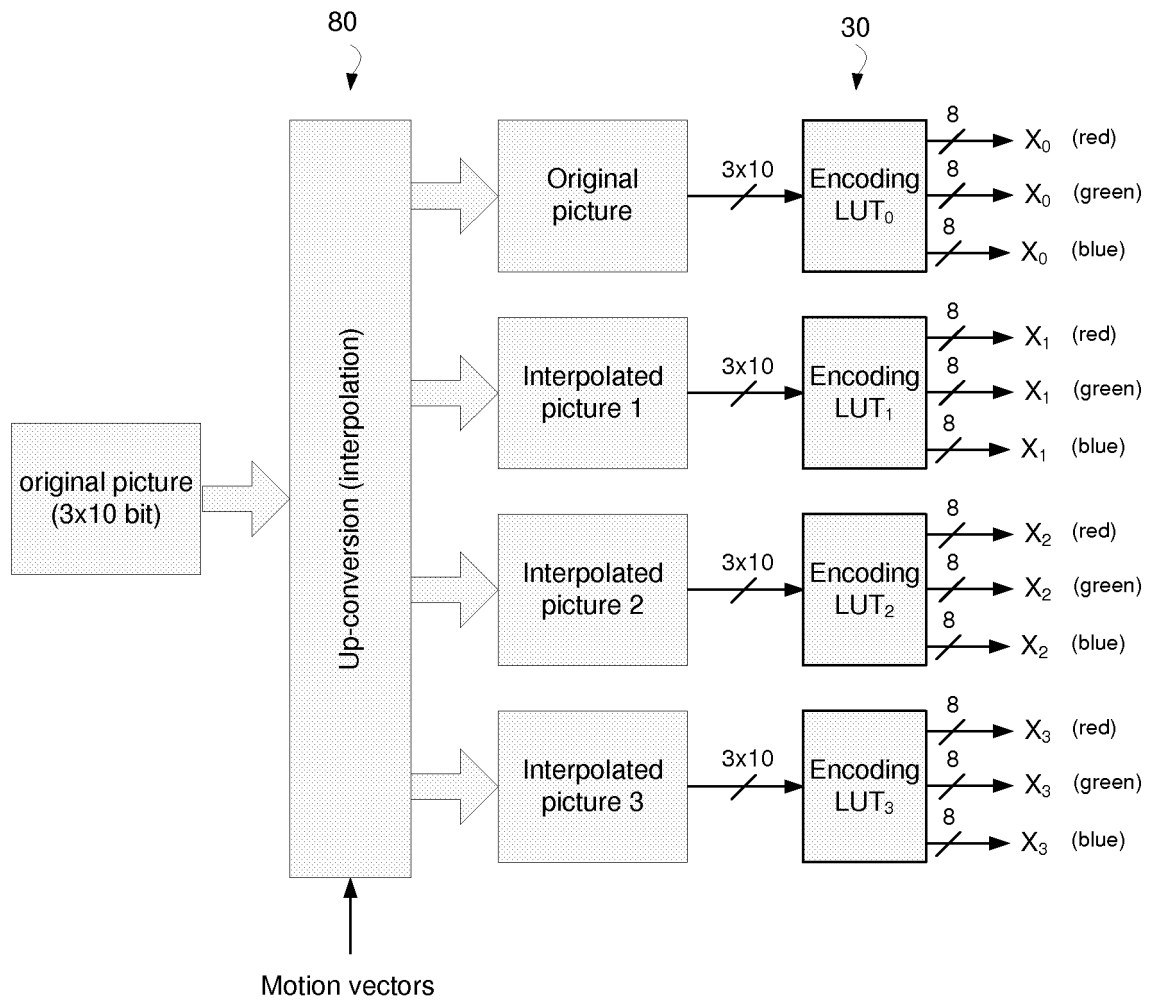 80
30
original picture
(3x10 bit)
Up-conversion (interpolation)
Motion vectors
Original
picture
3x10
Encoding
LUT0
8
X0 (red)
8
X0 (green)
8
X0 (blue)
Interpolated
picture 1
3x10
Encoding
LUT1
8
X1 (red)
8
X1 (green)
8
X1 (blue)
Interpolated
picture 2
3x10
Encoding
LUT2
8
X2 (red)
8
X2 (green)
8
X2 (blue)
Interpolated
picture 3
3x10
Encoding
LUT3
8
X3 (red)
8
X3 (green)
8
X3 (blue)